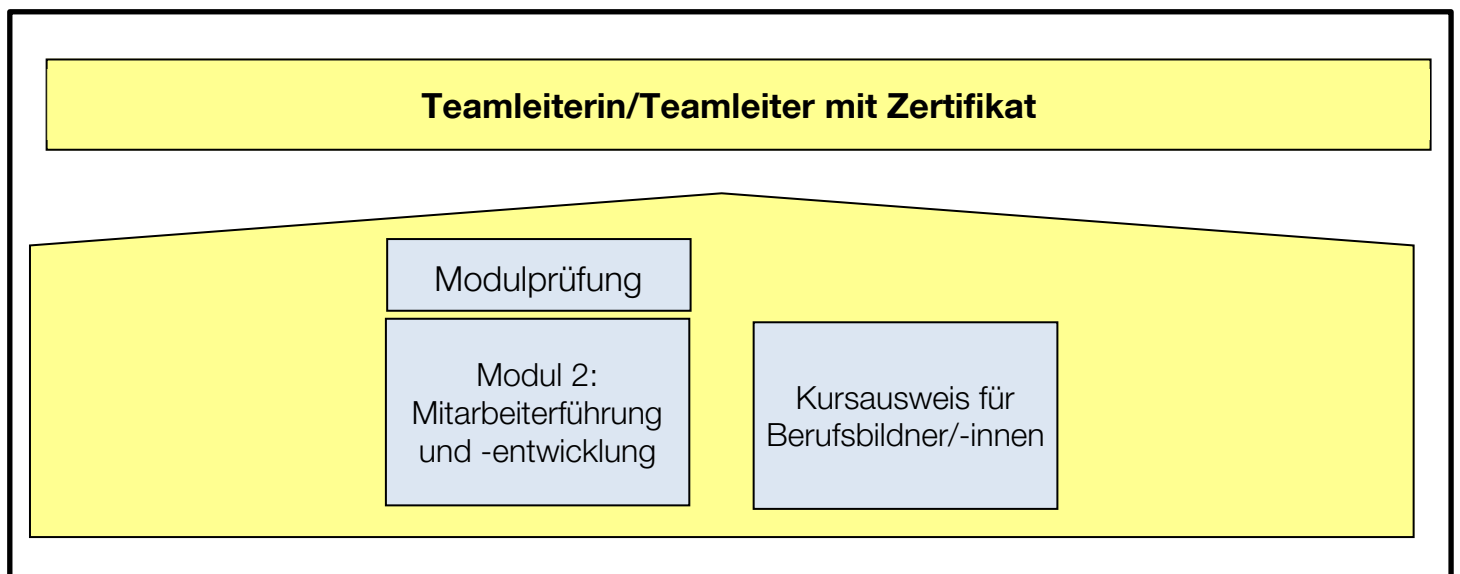 Teamleiterin/Teamleiter mit Zertifikat
Modulprüfung
Modul 2:
Mitarbeiterführung
und -entwicklung
Kursausweis für
Berufsbildner/-innen